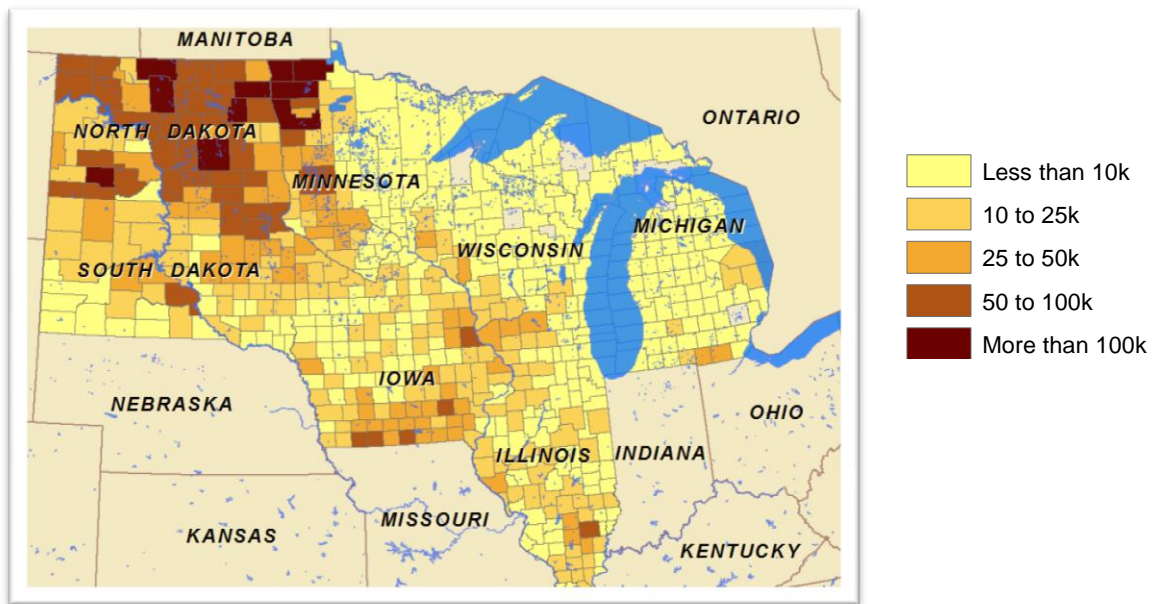 MANITOBA
ONTARIO
NORTH DAKOTA
MINNESOTA
MICHIGAN
WISCONSIN
SOUTH DAKOTA
IOWA
NEBRASKA
OHIO
ILLINOIS
INDIANA
MISSOURI
KANSAS
KENTUCKY
Less than 10k
10 to 25k
25 to 50k
50 to 100k
More than 100k